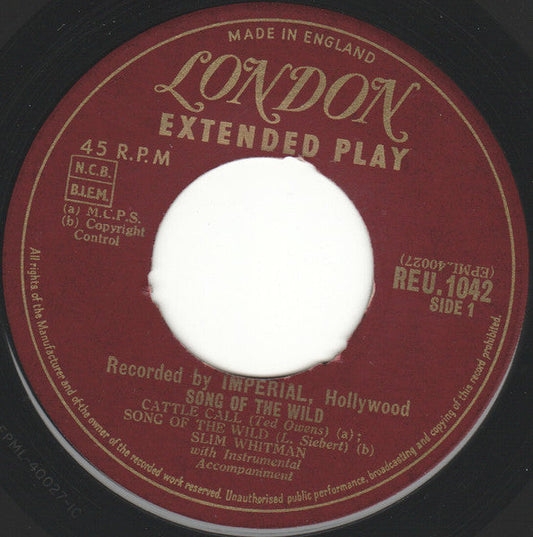 MADE IN ENGLAND
LONDON
EXTENDED PLAY
45 R.P.M
N.C.B.
B.I.E.M.
(a) M.C.P.S.
(b) Copyright
Control
(EPML.40027)
REU.1042
SIDE 1
Recorded by IMPERIAL, Hollywood
SONG OF THE WILD
CATTLE CALL (Ted Owens) (a);
SONG OF THE WILD (L. Siebert) (b)
SLIM WHITMAN
with Instrumental
Accompaniment
All rights of the Manufacturer and of the owner of the recorded work reserved. Unauthorised public performance, broadcasting and copying of this record prohibited.
EPML-40027-1C